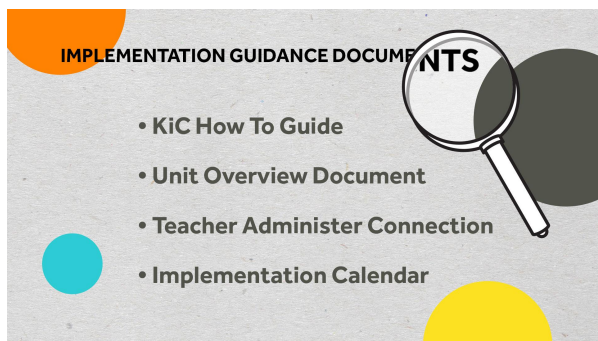 IMPLEMENTATION GUIDANCE DOCUMENTS
• KiC How To Guide
• Unit Overview Document
• Teacher Administer Connection
• Implementation Calendar